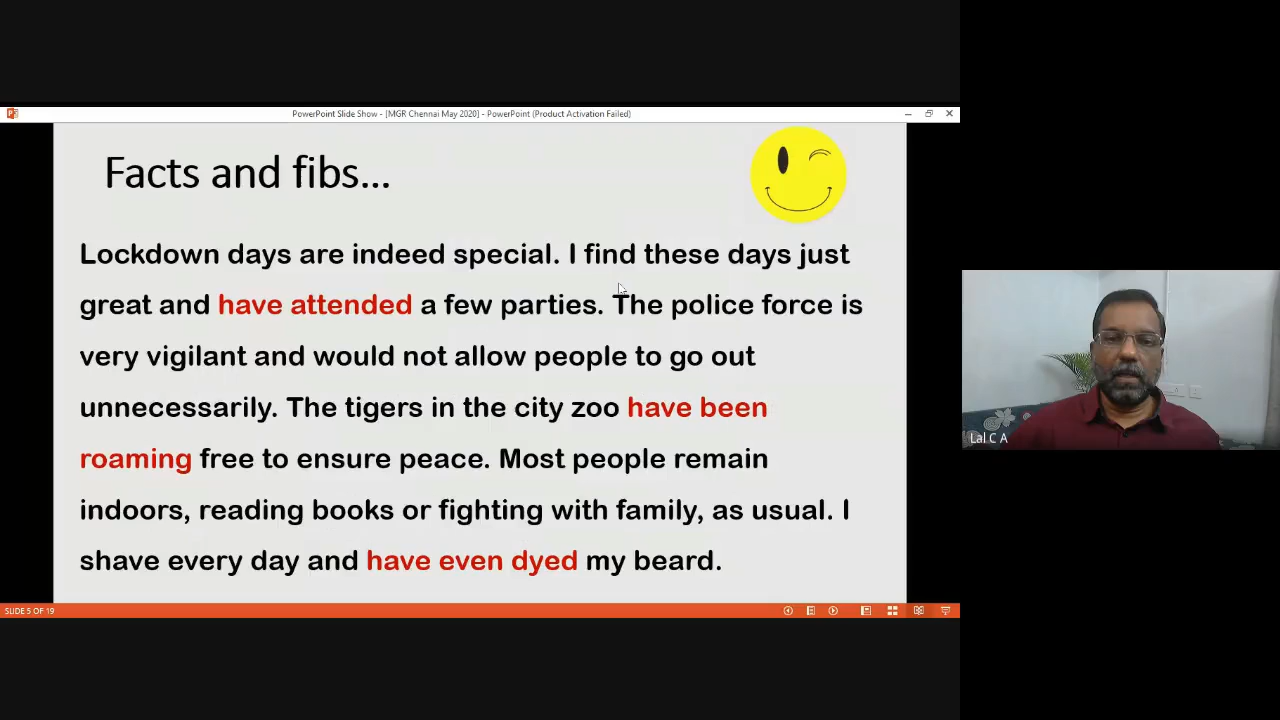 PowerPoint Slide Show - [MGR Chennai May 2020] - PowerPoint (Product Activation Failed)
Facts and fibs...
Lockdown days are indeed special. I find these days just
great and have attended a few parties. The police force is
very vigilant and would not allow people to go out
unnecessarily. The tigers in the city zoo have been
roaming free to ensure peace. Most people remain
indoors, reading books or fighting with family, as usual. I
shave every day and have even dyed my beard.
SLIDE 5 OF 19
Lal C A